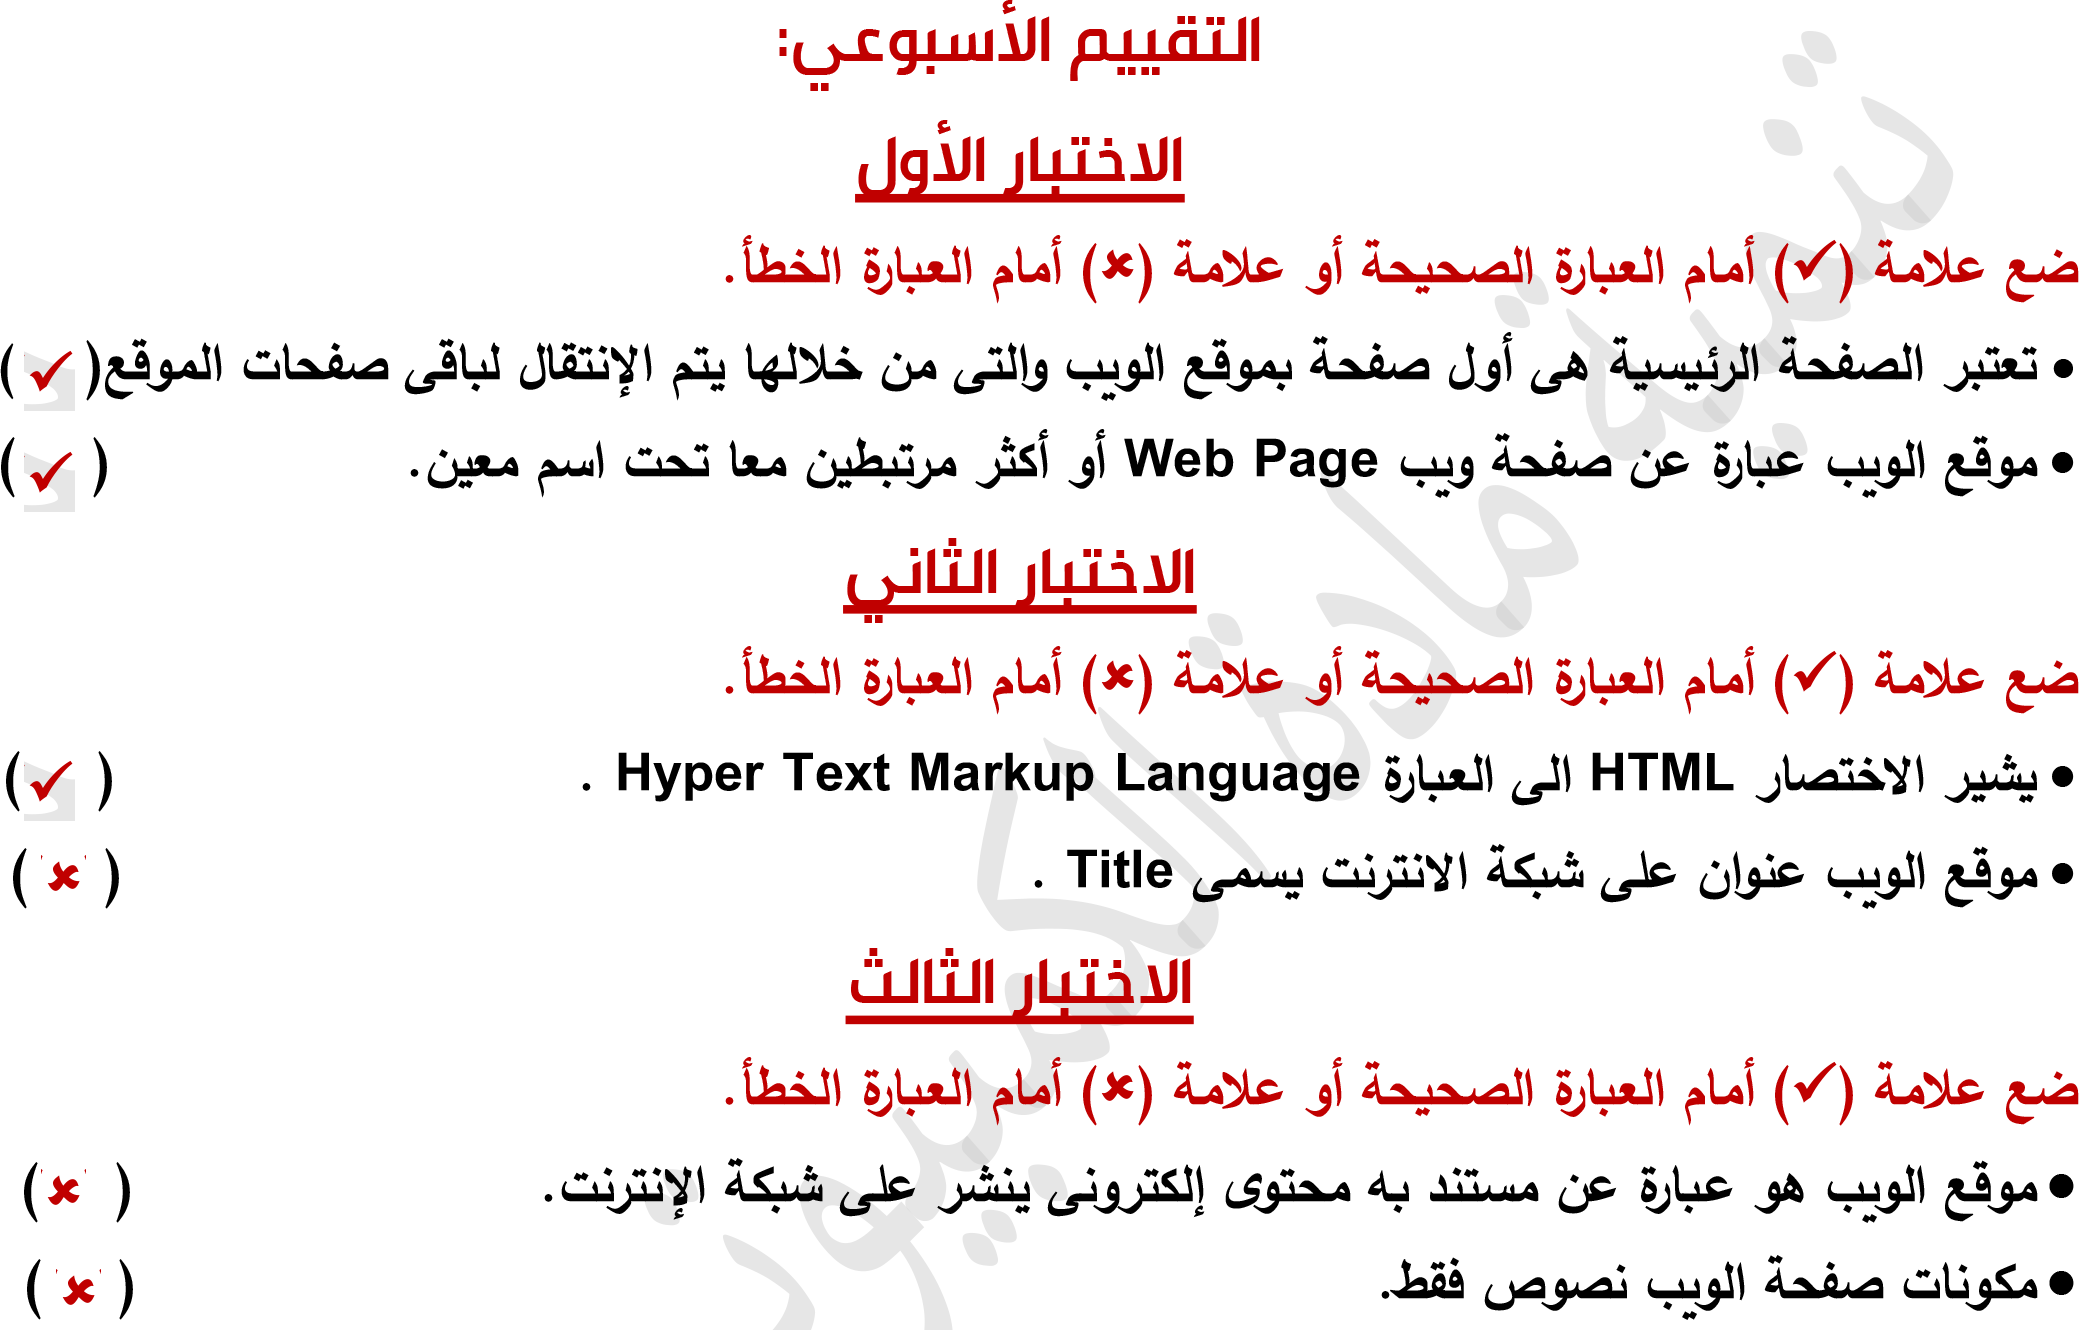 التقييم الأسبوعي:
الاختبار الأول
ضع علامة (✓) أمام العبارة الصحيحة أو علامة (✗) أمام العبارة الخطأ.
• تعتبر الصفحة الرئيسية هى أول صفحة بموقع الويب والتى من خلالها يتم الإنتقال لباقى صفحات الموقع( ✓ )
• موقع الويب عبارة عن صفحة ويب Web Page أو أكثر مرتبطين معا تحت اسم معين. ( ✓ )
الاختبار الثاني
ضع علامة (✓) أمام العبارة الصحيحة أو علامة (✗) أمام العبارة الخطأ.
• يشير الاختصار HTML الى العبارة Hyper Text Markup Language . ( ✓ )
• موقع الويب عنوان على شبكة الانترنت يسمى Title . ( ✗ )
الاختبار الثالث
ضع علامة (✓) أمام العبارة الصحيحة أو علامة (✗) أمام العبارة الخطأ.
• موقع الويب هو عبارة عن مستند به محتوى إلكترونى ينشر على شبكة الإنترنت. ( ✗ )
• مكونات صفحة الويب نصوص فقط. ( ✗ )
تنمية مادة الكمبيوتر